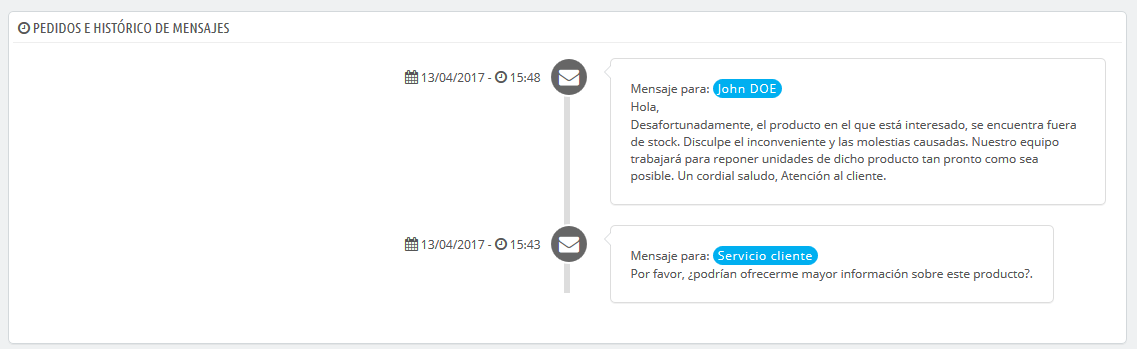 PEDIDOS E HISTÓRICO DE MENSAJES
13/04/2017 - 15:48
Mensaje para: John DOE
Hola,
Desafortunadamente, el producto en el que está interesado, se encuentra fuera
de stock. Disculpe el inconveniente y las molestias causadas. Nuestro equipo
trabajará para reponer unidades de dicho producto tan pronto como sea
posible. Un cordial saludo, Atención al cliente.
13/04/2017 - 15:43
Mensaje para: Servicio cliente
Por favor, ¿podrían ofrecerme mayor información sobre este producto?.